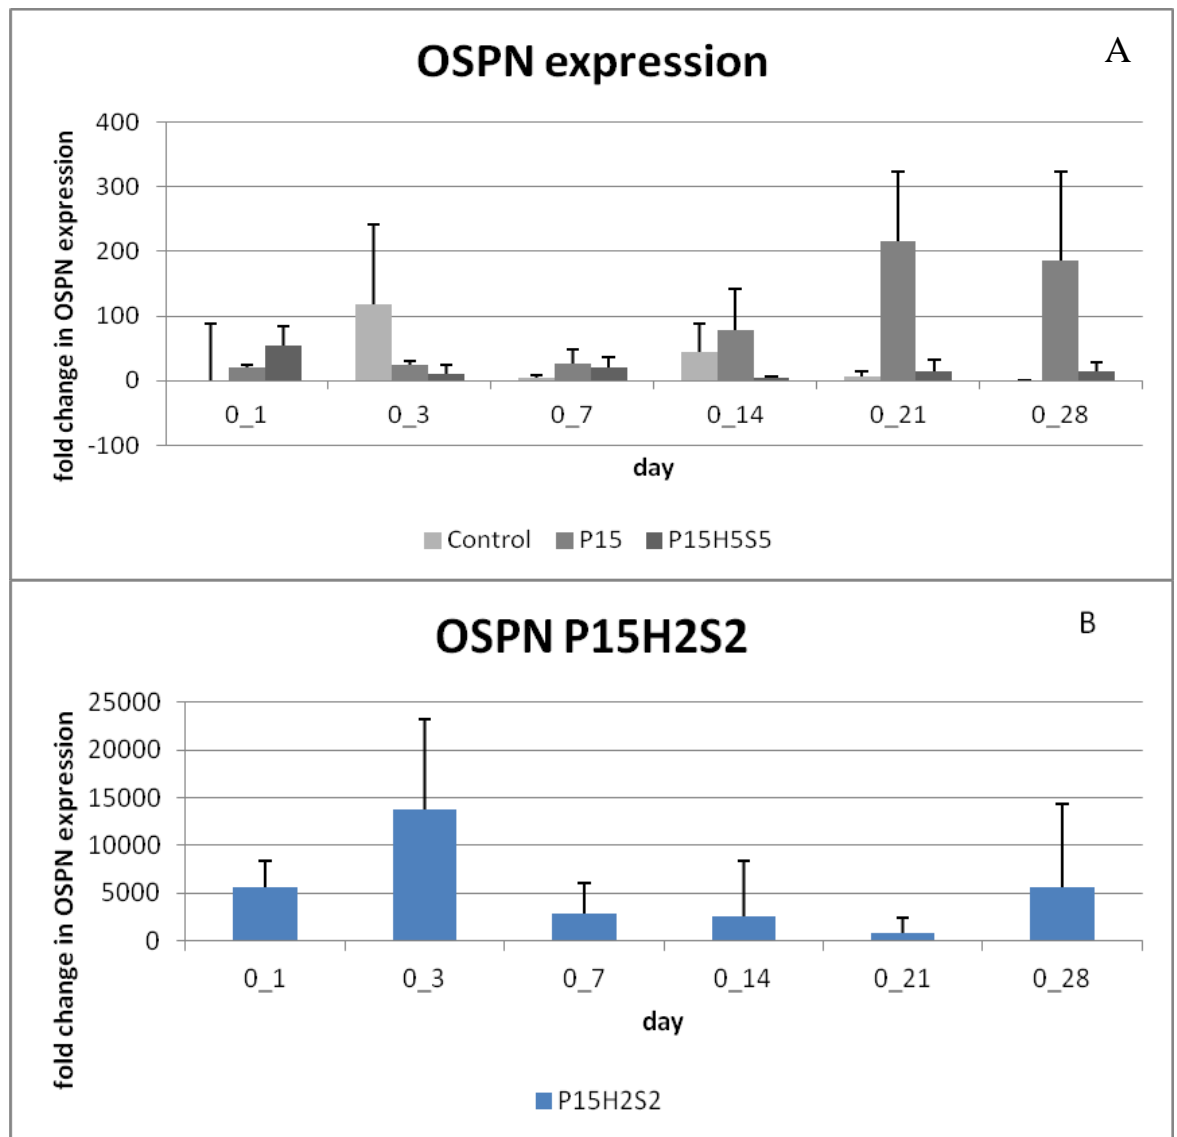 OSPN expression
A
fold change in OSPN expression
400
300
200
100
0
-100
0_1 0_3 0_7 0_14 0_21 0_28
day
Control P15 P15H5S5
OSPN P15H2S2
B
fold change in OSPN expression
25000
20000
15000
10000
5000
0
0_1 0_3 0_7 0_14 0_21 0_28
day
P15H2S2